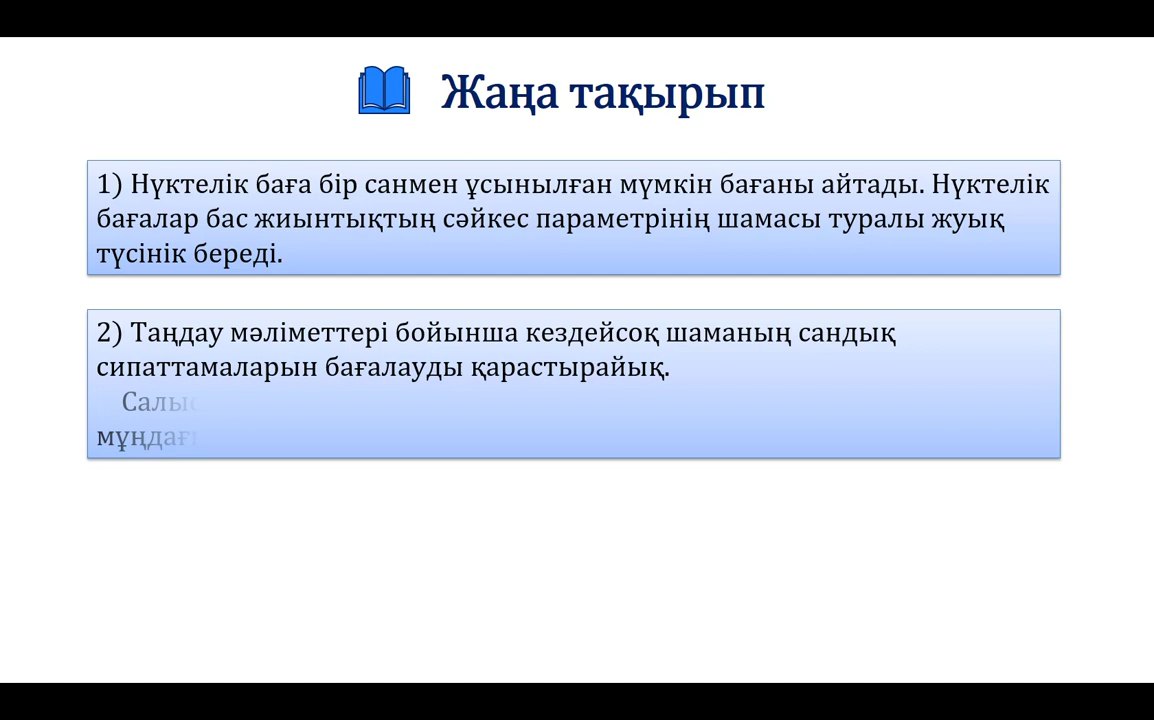 Жаңа тақырып
1) Нүктелік баға бір санмен ұсынылған мүмкін бағаны айтады. Нүктелік
бағалар бас жиынтықтың сәйкес параметрінің шамасы туралы жуық
түсінік береді.
2) Таңдау мәліметтері бойынша кездейсоқ шаманың сандық
сипаттамаларын бағалауды қарастырайық.